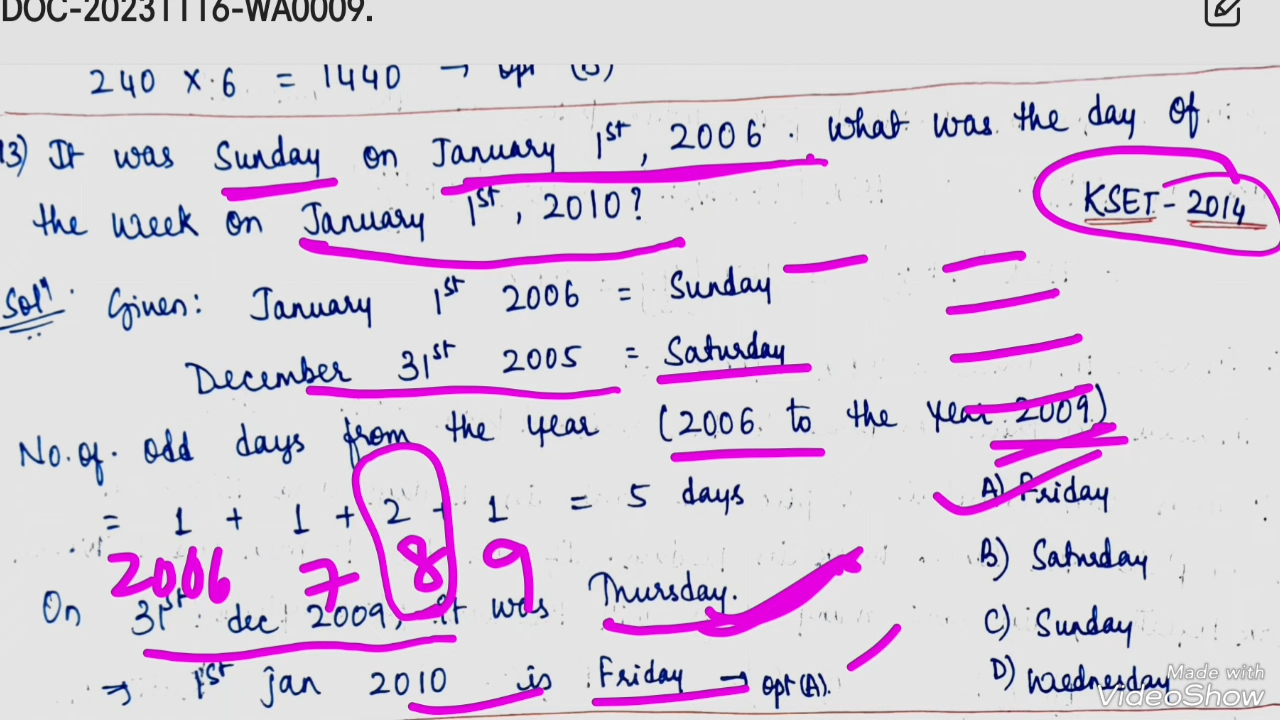 DOC-20231116-WA0009.
240 × 6 = 1440 → opt
13) It was Sunday on January 1st, 2006. What was the day of
the week on January 1st, 2010?
KSET - 2014
Soln. Given: January 1st 2006 = Sunday
December 31st 2005 = Saturday
No. of. odd days from the year (2006 to the year 2009)
= 1 + 1 + 2 + 1 = 5 days
2006 7 8 9
On 31st dec 2009, it was Thursday.
→ 1st jan 2010 is Friday → opt (A).
A) Friday
B) Saturday
C) Sunday
D) Wednesday
Made with
VideoShow